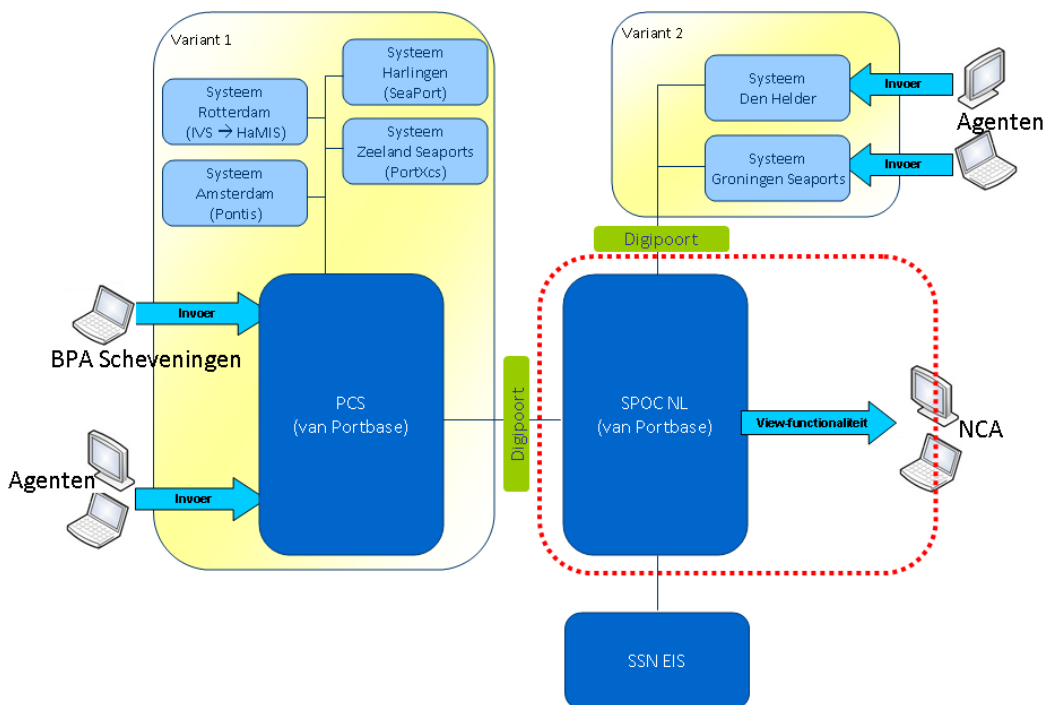 Variant 1
Systeem
Harlingen
(SeaPort)
Systeem
Rotterdam
(IVS → HaMIS)
Systeem
Zeeland Seaports
(PortXcs)
Systeem
Amsterdam
(Pontis)
Invoer
BPA Scheveningen
PCS
(van Portbase)
Agenten
Invoer
Digipoort
Variant 2
Systeem
Den Helder
Invoer
Agenten
Systeem
Groningen Seaports
Invoer
Digipoort
SPOC NL
(van Portbase)
View-functionaliteit
NCA
SSN EIS